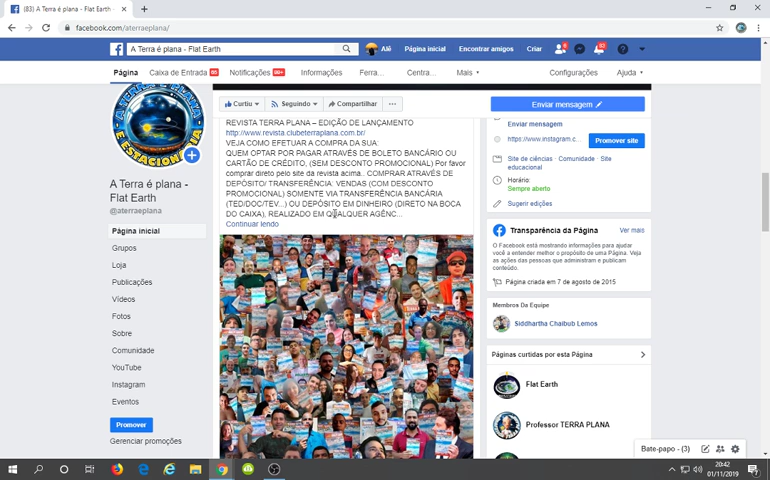 (83) A Terra é plana - Flat Earth
facebook.com/aterraeplana/
A Terra é plana - Flat Earth
Alê
Página inicial
Encontrar amigos
Criar
6
82
Página
Caixa de Entrada
Notificações
99+
Informações
Ferra...
Central...
Mais
Configurações
Ajuda
A TERRA É PLANA
E ESTACIONÁRIA
A Terra é plana -
Flat Earth
@aterraeplana
Página inicial
Grupos
Loja
Publicações
Vídeos
Fotos
Sobre
Comunidade
YouTube
Instagram
Eventos
Promover
Gerenciar promoções
Curtiu
Seguindo
Compartilhar
...
REVISTA TERRA PLANA – EDIÇÃO DE LANÇAMENTO
http://www.revista.clubeterraplana.com.br/
VEJA COMO EFETUAR A COMPRA DA SUA:
QUEM OPTAR POR PAGAR ATRAVÉS DE BOLETO BANCÁRIO OU
CARTÃO DE CRÉDITO, (SEM DESCONTO PROMOCIONAL) Por favor
comprar direto pelo site da revista acima.. COMPRAR ATRAVÉS DE
DEPÓSITO/ TRANSFERÊNCIA: VENDAS (COM DESCONTO
PROMOCIONAL) SOMENTE VIA TRANSFERÊNCIA BANCÁRIA
(TED/DOC/TEV...) OU DEPÓSITO EM DINHEIRO (DIRETO NA BOCA
DO CAIXA), REALIZADO EM QUALQUER AGÊNC...
Continuar lendo
Enviar mensagem
Enviar mensagem
https://www.instagram.c...
Promover site
Site de ciências · Comunidade · Site
educacional
Horário:
Sempre aberto
Sugerir edições
Transparência da Página
Ver mais
O Facebook está mostrando informações para ajudar
você a entender melhor o propósito de uma Página. Veja
as ações das pessoas que administram e publicam
conteúdo.
Página criada em 7 de agosto de 2015
Membros Da Equipe
Siddhartha Chaibub Lemos
Páginas curtidas por esta Página
Flat Earth
Professor TERRA PLANA
Bate-papo - (3)
20:42
01/11/2019